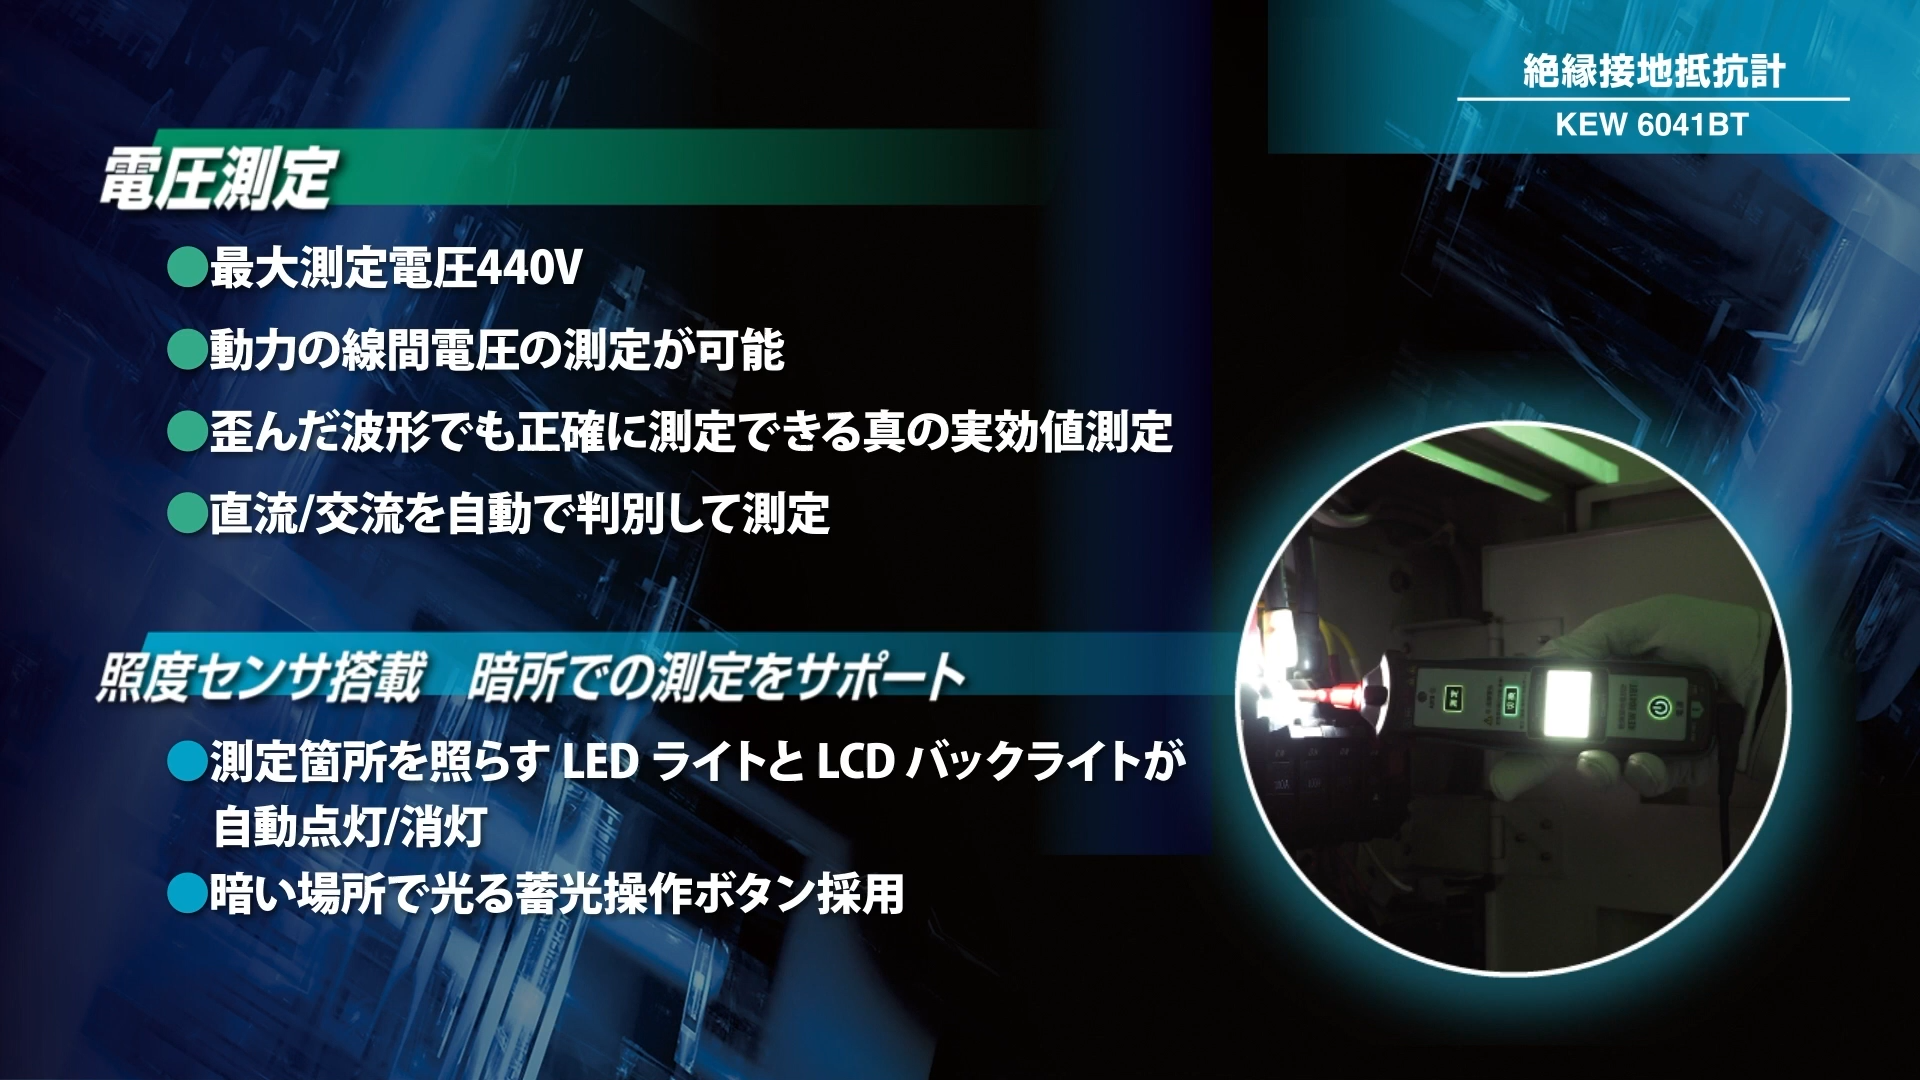 絶縁接地抵抗計
KEW 6041BT
電圧測定
●最大測定電圧440V
●動力の線間電圧の測定が可能
●歪んだ波形でも正確に測定できる真の実効値測定
●直流/交流を自動で判別して測定
照度センサ搭載　暗所での測定をサポート
●測定箇所を照らす LED ライトと LCD バックライトが
自動点灯/消灯
●暗い場所で光る蓄光操作ボタン採用